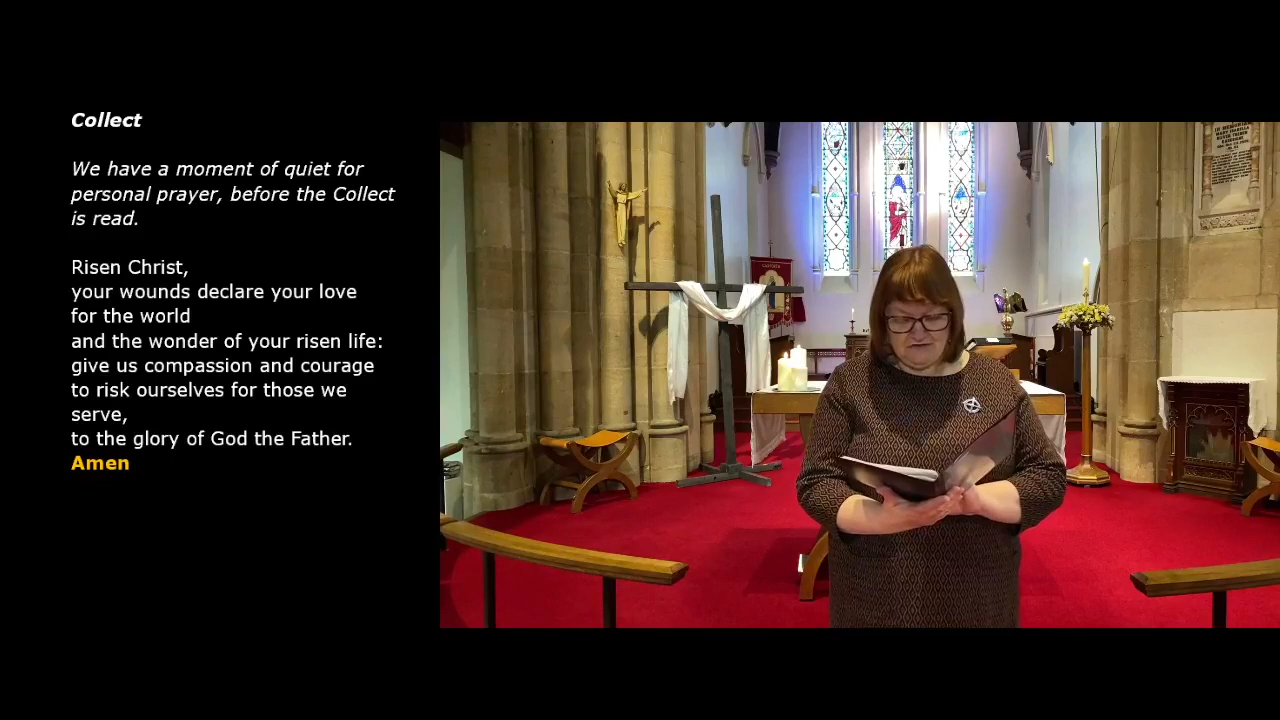 Collect
We have a moment of quiet for
personal prayer, before the Collect
is read.
Risen Christ,
your wounds declare your love
for the world
and the wonder of your risen life:
give us compassion and courage
to risk ourselves for those we
serve,
to the glory of God the Father.
Amen